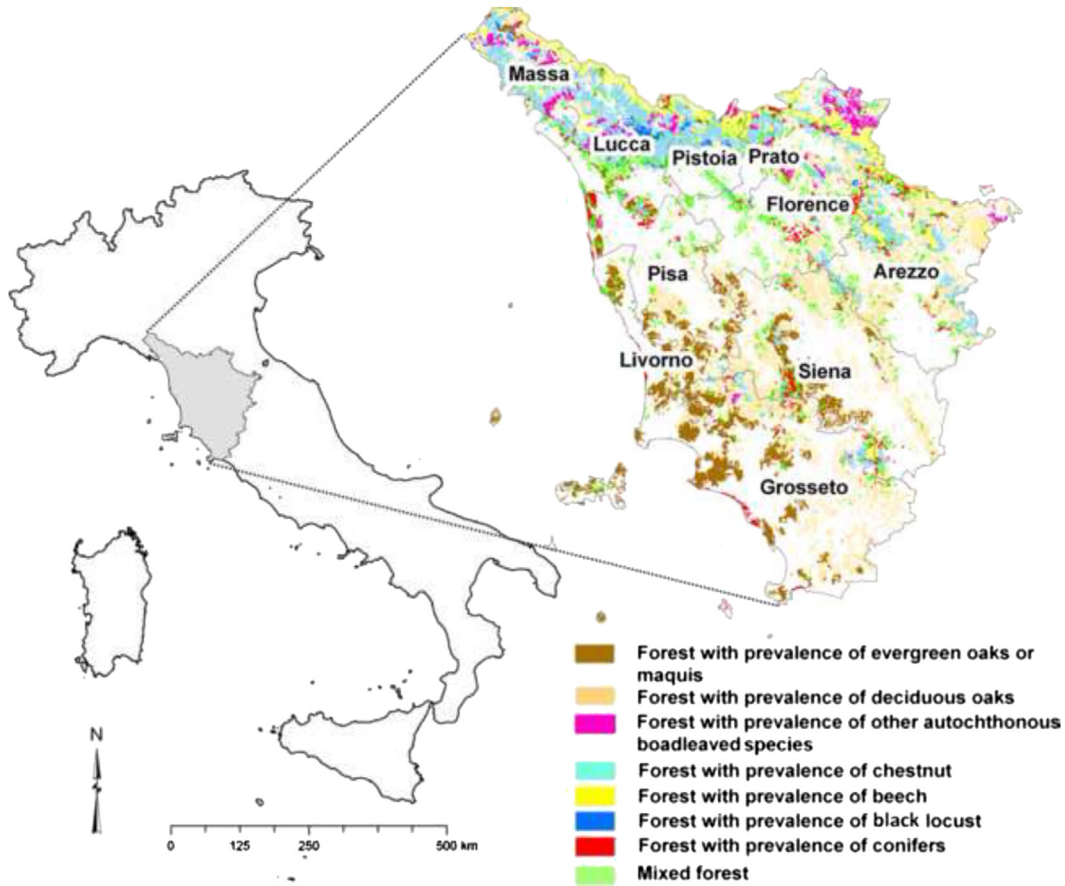 Massa
Lucca
Pistoia
Prato
Florence
Arezzo
Pisa
Livorno
Siena
Grosseto
Forest with prevalence of evergreen oaks or
maquis
Forest with prevalence of deciduous oaks
Forest with prevalence of other autochthonous
boadleaved species
Forest with prevalence of chestnut
Forest with prevalence of beech
Forest with prevalence of black locust
Forest with prevalence of conifers
Mixed forest
N
0 125 250 500 km